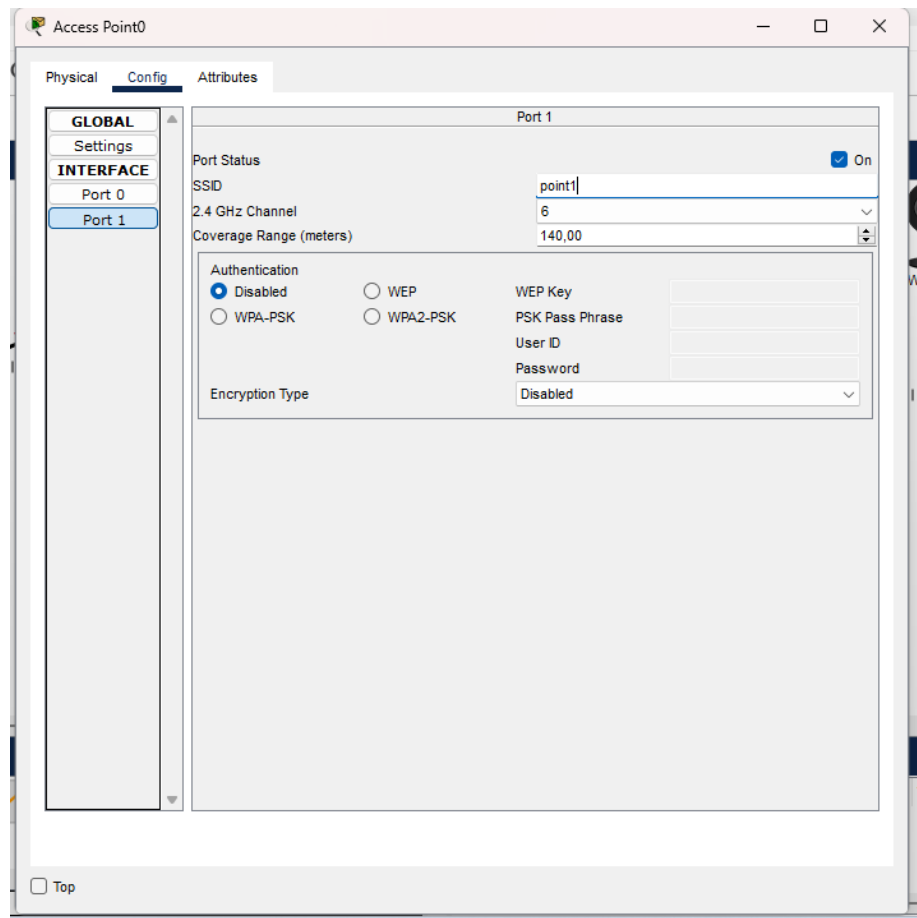 Access Point0
Physical Config Attributes
GLOBAL
Settings
INTERFACE
Port 0
Port 1
Port 1
Port Status On
SSID point1
2.4 GHz Channel 6
Coverage Range (meters) 140,00
Authentication
Disabled WEP WEP Key
WPA-PSK WPA2-PSK PSK Pass Phrase
User ID
Password
Encryption Type Disabled
Top